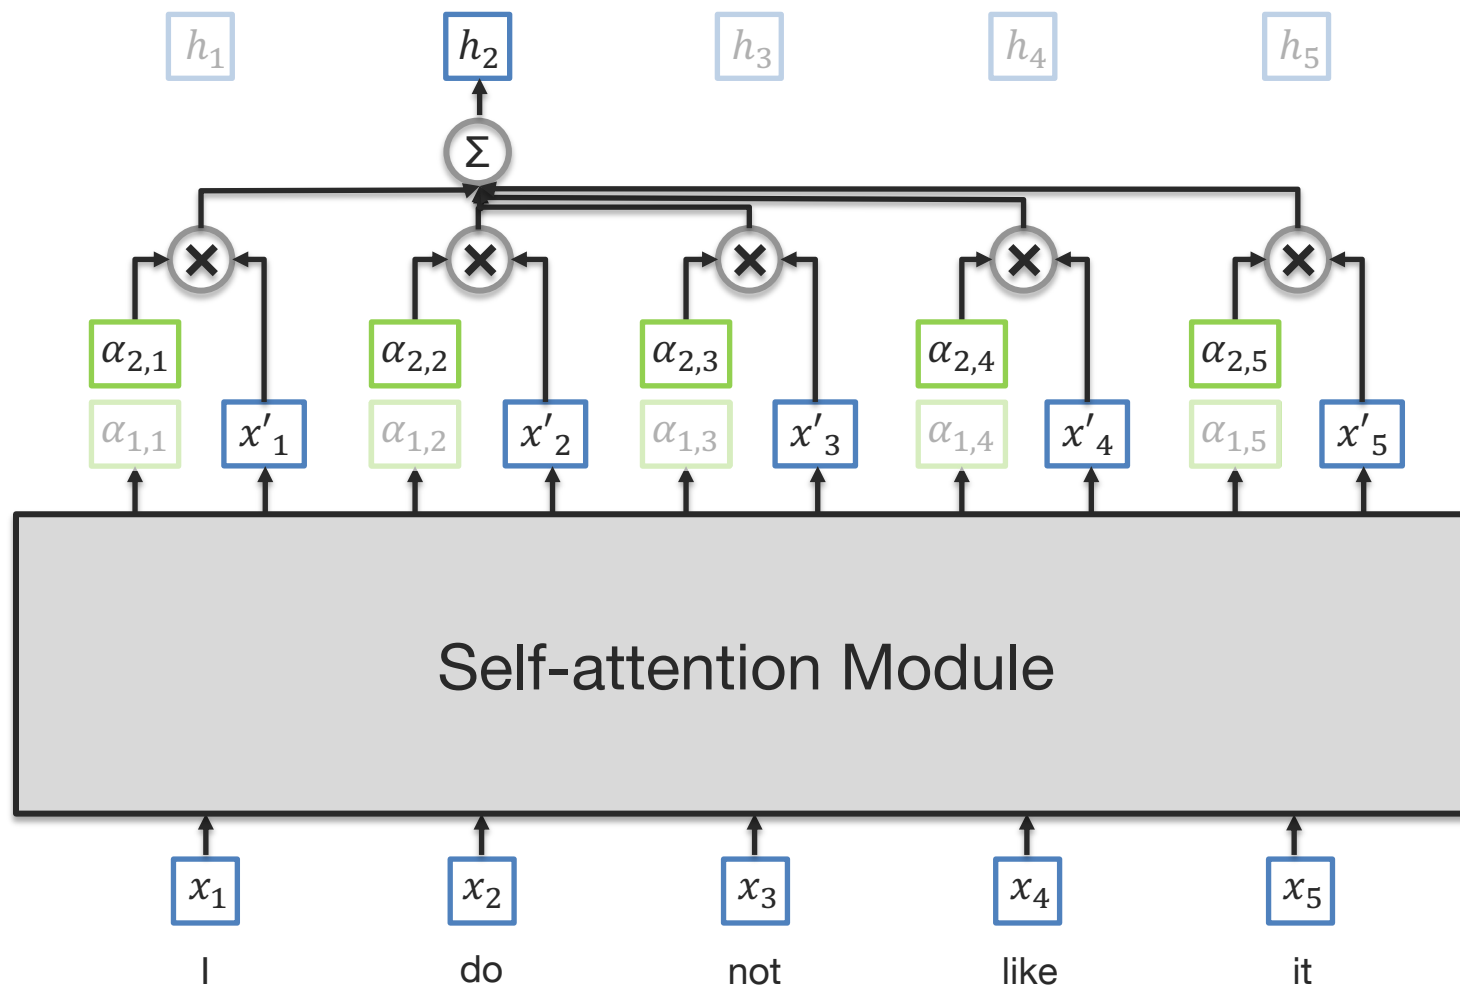 h₁ h₂ h₃ h₄ h₅
Σ
α₂,₁ α₂,₂ α₂,₃ α₂,₄ α₂,₅
α₁,₁ x′₁ α₁,₂ x′₂ α₁,₃ x′₃ α₁,₄ x′₄ α₁,₅ x′₅
Self-attention Module
x₁ x₂ x₃ x₄ x₅
I do not like it